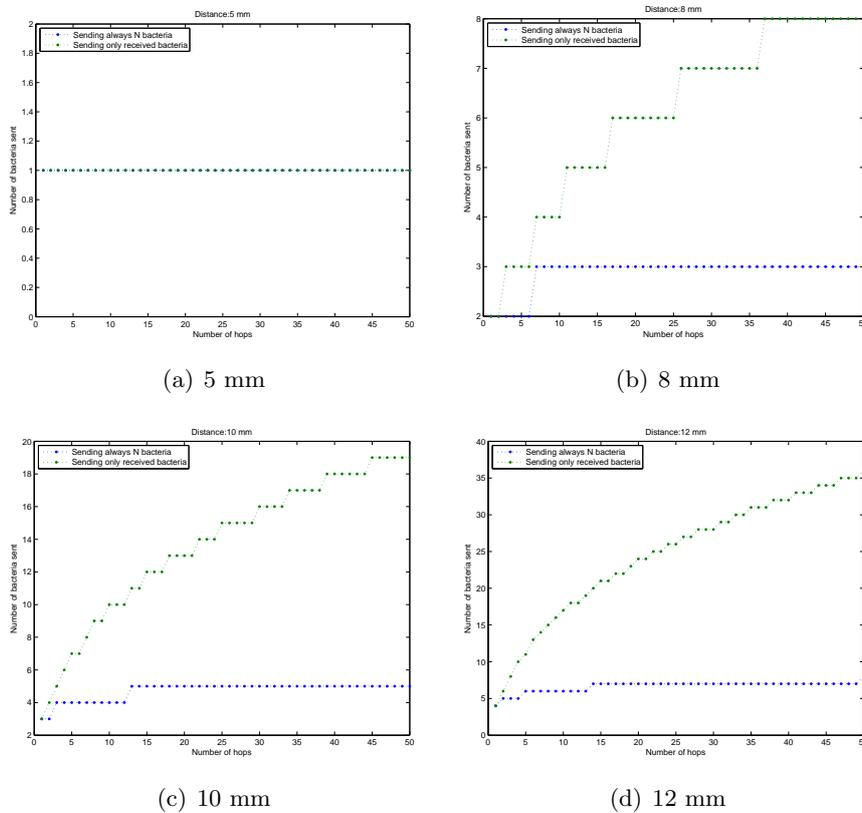 Distance:5 mm
Sending always N bacteria
Sending only received bacteria
Number of bacteria sent
2
1.8
1.6
1.4
1.2
1
0.8
0.6
0.4
0.2
0
0 5 10 15 20 25 30 35 40 45 50
Number of hops
(a) 5 mm
Distance:8 mm
Sending always N bacteria
Sending only received bacteria
Number of bacteria sent
8
7
6
5
4
3
2
0 5 10 15 20 25 30 35 40 45 5
Number of hops
(b) 8 mm
Distance:10 mm
Sending always N bacteria
Sending only received bacteria
Number of bacteria sent
20
18
16
14
12
10
8
6
4
2
0 5 10 15 20 25 30 35 40 45 50
Number of hops
(c) 10 mm
Distance:12 mm
Sending always N bacteria
Sending only received bacteria
Number of bacteria sent
40
35
30
25
20
15
10
5
0
0 5 10 15 20 25 30 35 40 45 5
Number of hops
(d) 12 mm